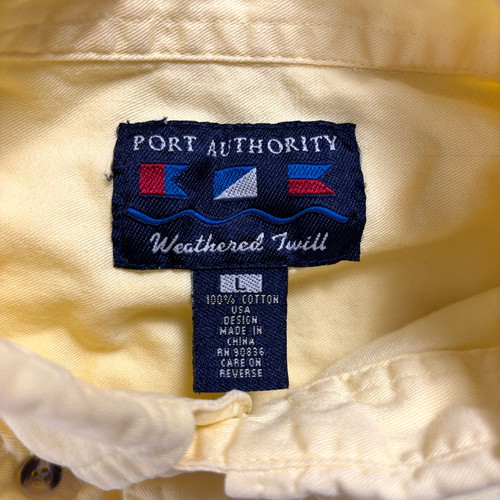 PORT AUTHORITY
Weathered Twill
L
100% COTTON
USA
DESIGN
MADE IN
CHINA
RN 90836
CARE ON
REVERSE